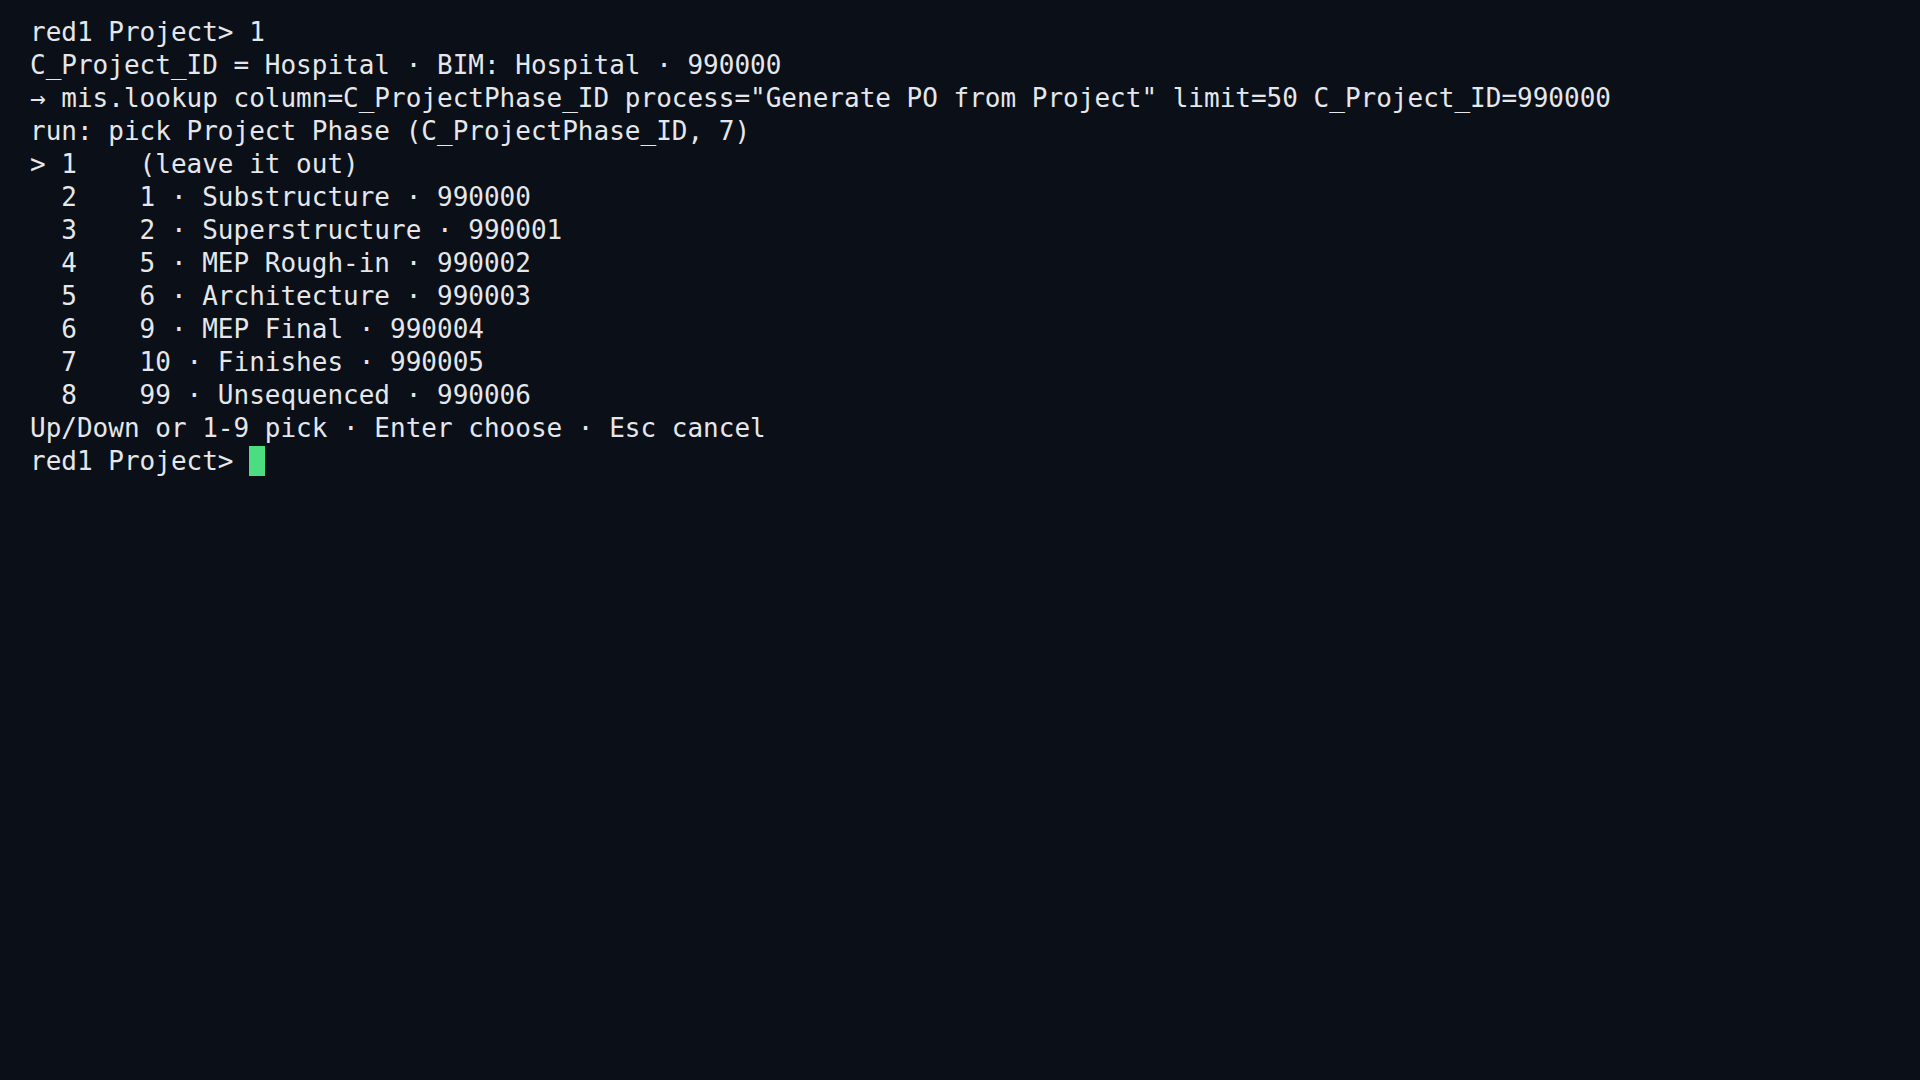 red1 Project> 1
C_Project_ID = Hospital · BIM: Hospital · 990000
→ mis.lookup column=C_ProjectPhase_ID process="Generate PO from Project" limit=50 C_Project_ID=990000
run: pick Project Phase (C_ProjectPhase_ID, 7)
> 1    (leave it out)
  2    1 · Substructure · 990000
  3    2 · Superstructure · 990001
  4    5 · MEP Rough-in · 990002
  5    6 · Architecture · 990003
  6    9 · MEP Final · 990004
  7    10 · Finishes · 990005
  8    99 · Unsequenced · 990006
Up/Down or 1-9 pick · Enter choose · Esc cancel
red1 Project>